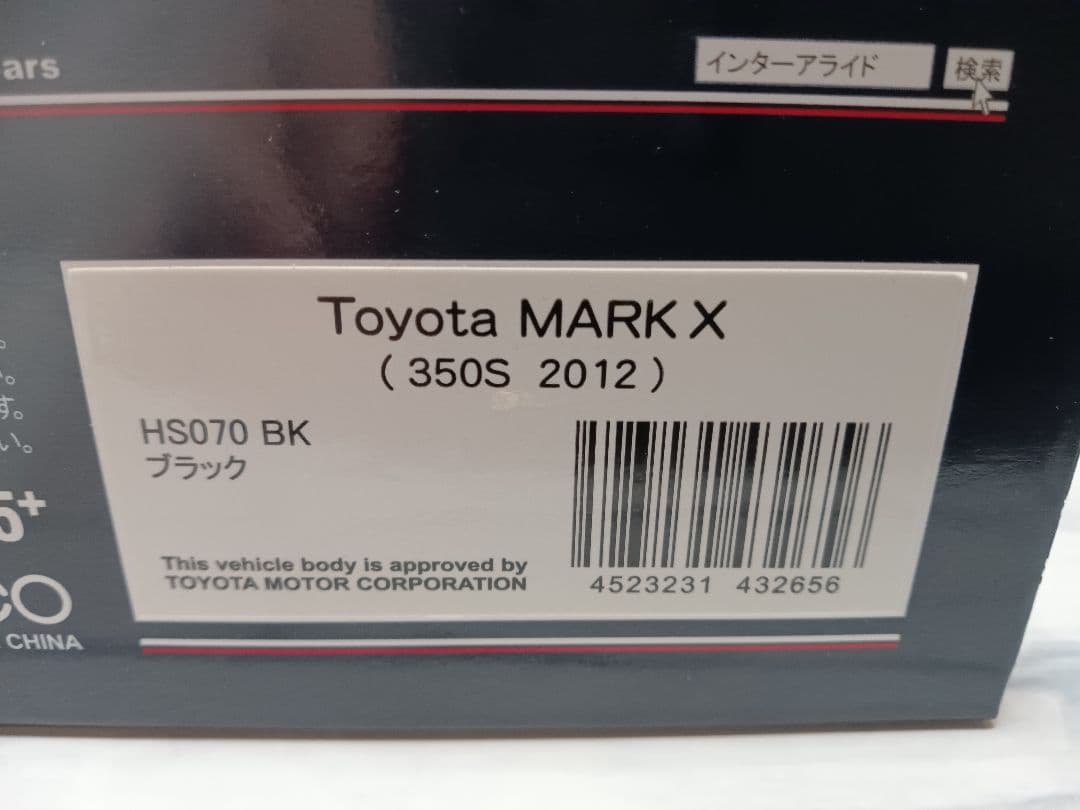 ars
インターアライド 検索
Toyota MARK X
( 350S 2012 )
HS070 BK
ブラック
This vehicle body is approved by
TOYOTA MOTOR CORPORATION
4523231 432656
。
。
す。
い。
5+
CO
CHINA